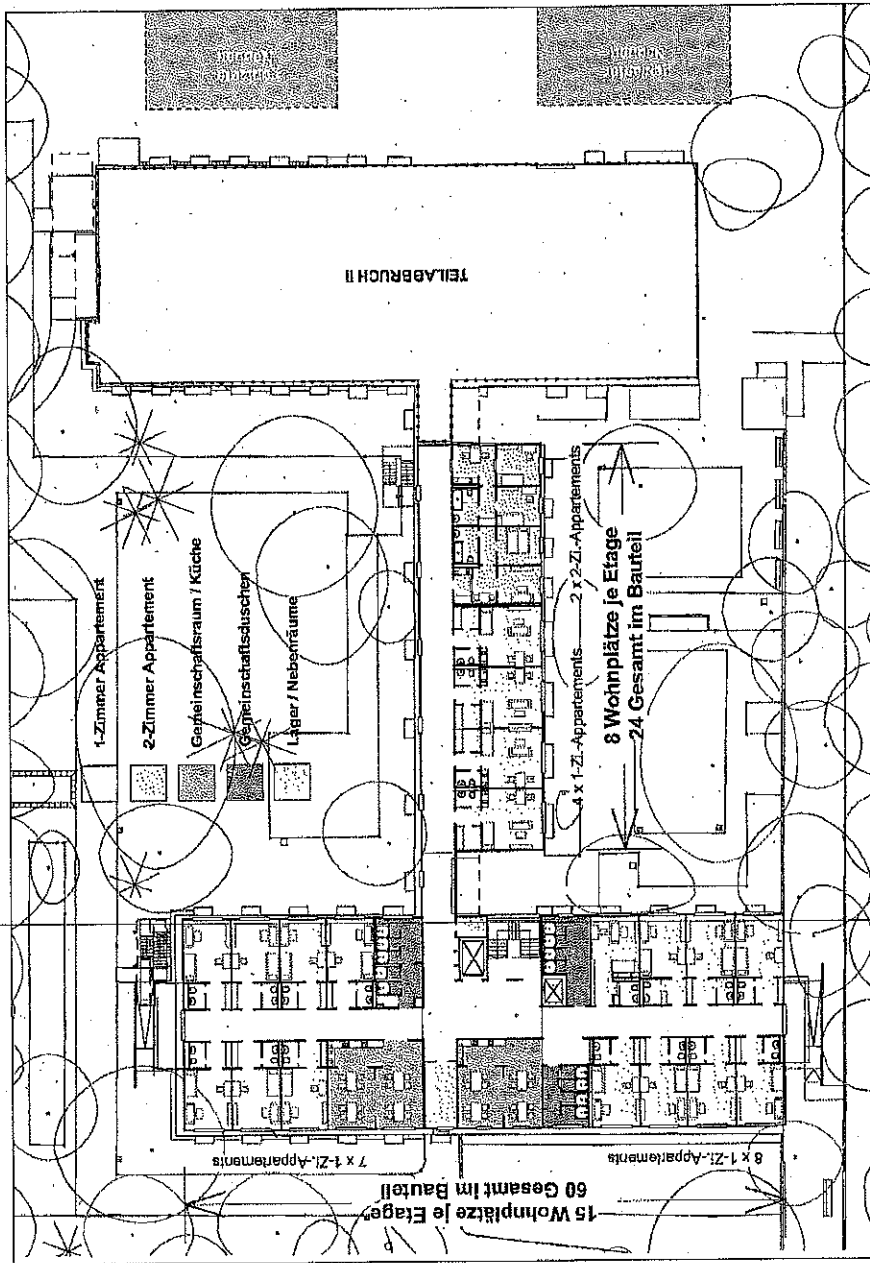 TEILABBRUCH II
1-Zimmer Appartement
2-Zimmer Appartement
Gemeinschaftsraum / Küche
Gemeinschaftsduschen
Lager / Nebenräume
4 x 1-Zi.-Appartements
2 x 2-Zi.-Appartements
8 Wohnplätze je Etage
24 Gesamt im Bauteil
7 x 1-Zi.-Appartements
8 x 1-Zi.-Appartements
15 Wohnplätze je Etage
60 Gesamt im Bauteil